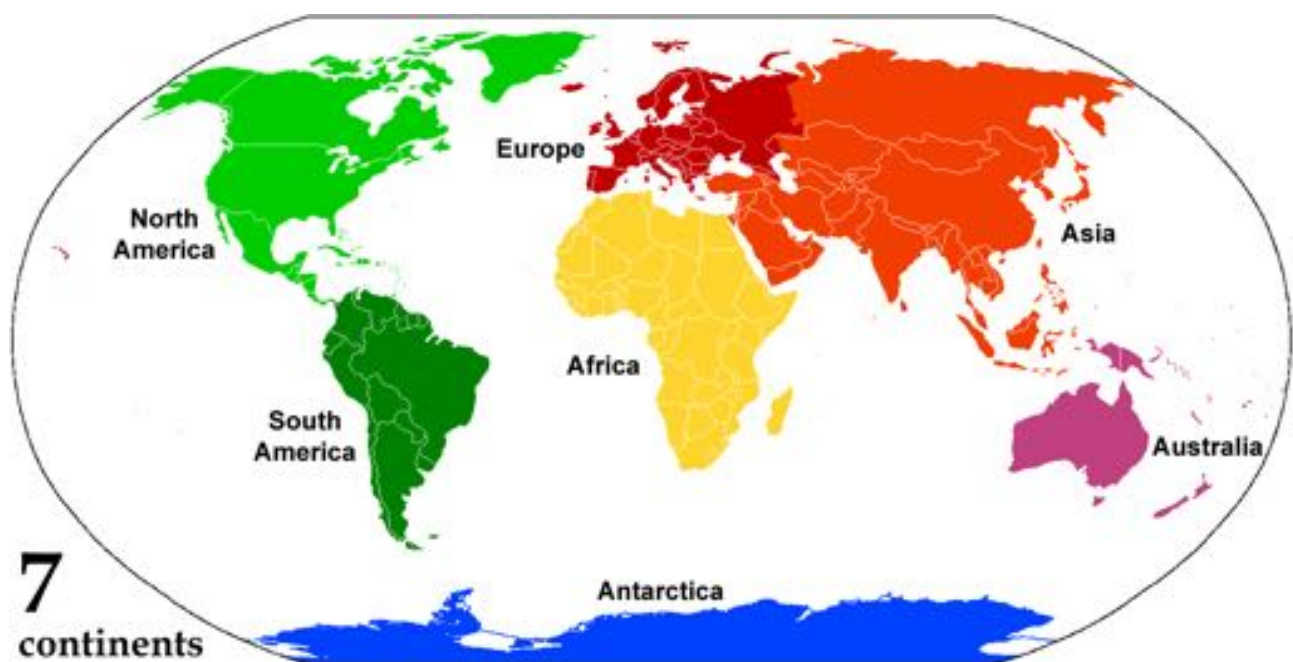 Europe
North
America
Asia
Africa
South
America
Australia
Antarctica
7
continents